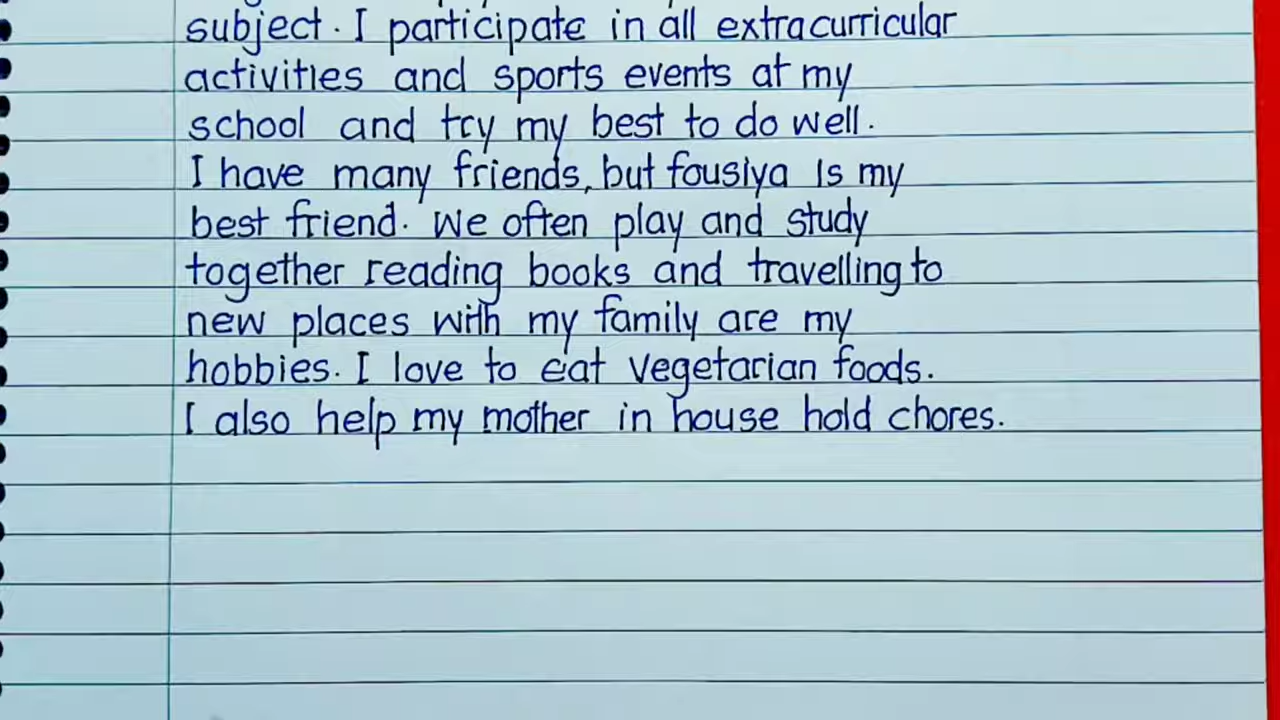 subject. I participate in all extracurricular
activities and sports events at my
school and try my best to do well.
I have many friends, but fousiya is my
best friend. We often play and study
together reading books and travelling to
new places with my family are my
hobbies. I love to eat vegetarian foods.
I also help my mother in house hold chores.